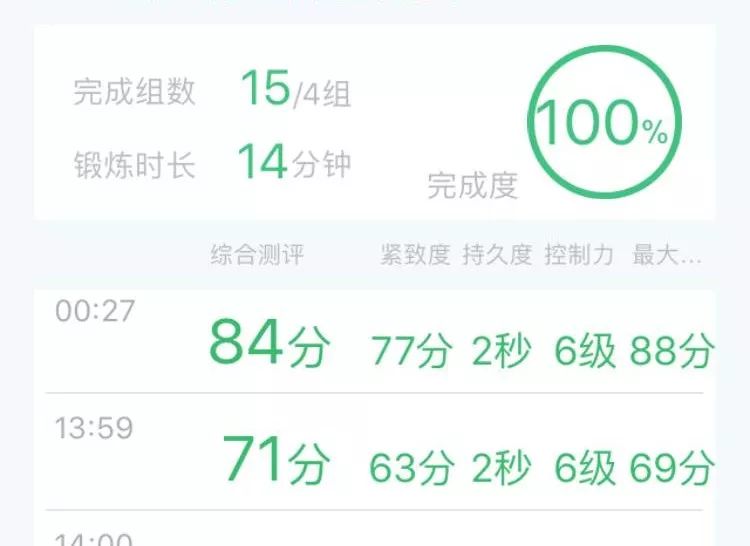 完成组数 15/4组
锻炼时长 14分钟
完成度 100%
综合测评 紧致度 持久度 控制力 最大...
00:27
84分 77分 2秒 6级 88分
13:59
71分 63分 2秒 6级 69分
14:00